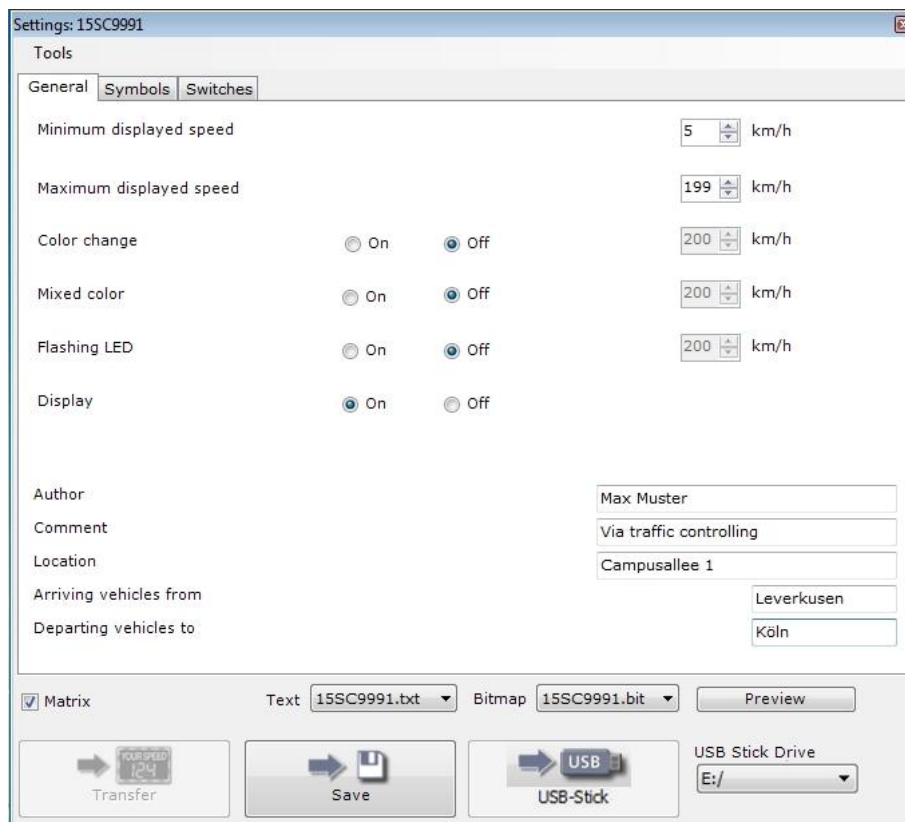 Settings: 15SC9991
Tools
General Symbols Switches
Minimum displayed speed 5 km/h
Maximum displayed speed 199 km/h
Color change On Off 200 km/h
Mixed color On Off 200 km/h
Flashing LED On Off 200 km/h
Display On Off
Author Max Muster
Comment Via traffic controlling
Location Campusallee 1
Arriving vehicles from Leverkusen
Departing vehicles to Köln
Matrix Text 15SC9991.txt Bitmap 15SC9991.bit Preview
YOUR SPEED
124
USB
USB Stick Drive
E:/
Transfer Save USB-Stick